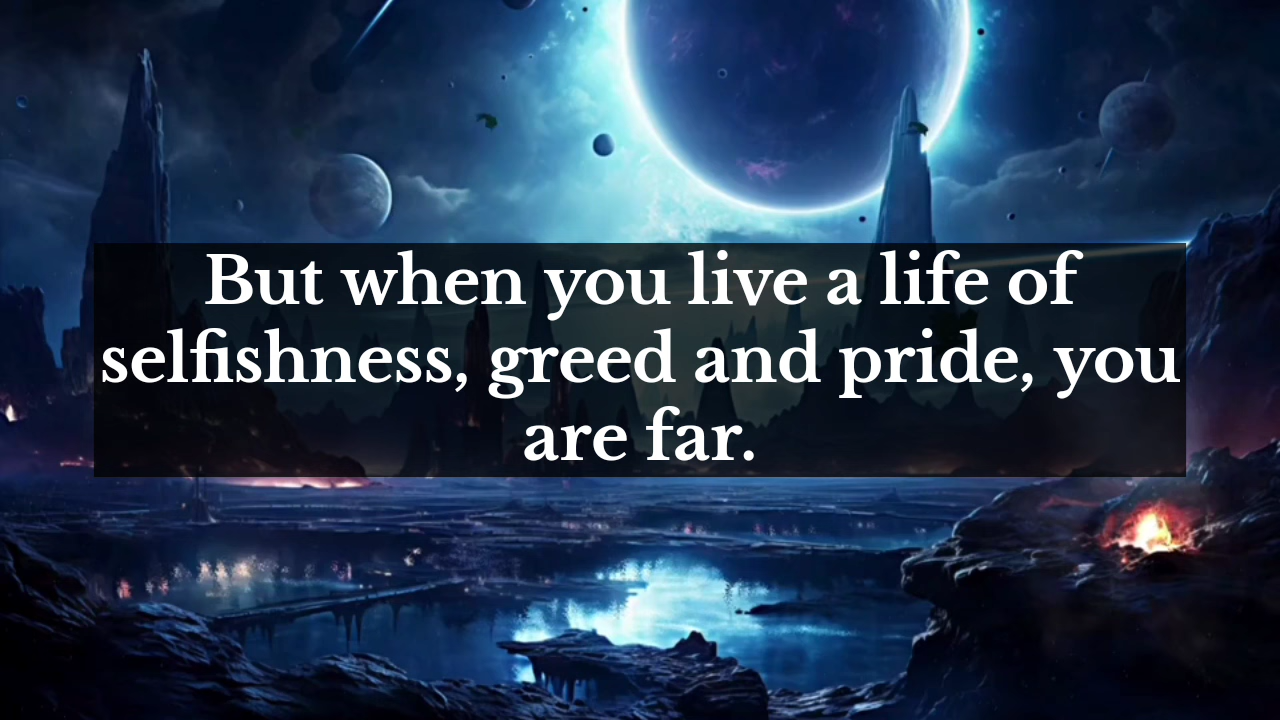 But when you live a life of
selfishness, greed and pride, you
are far.